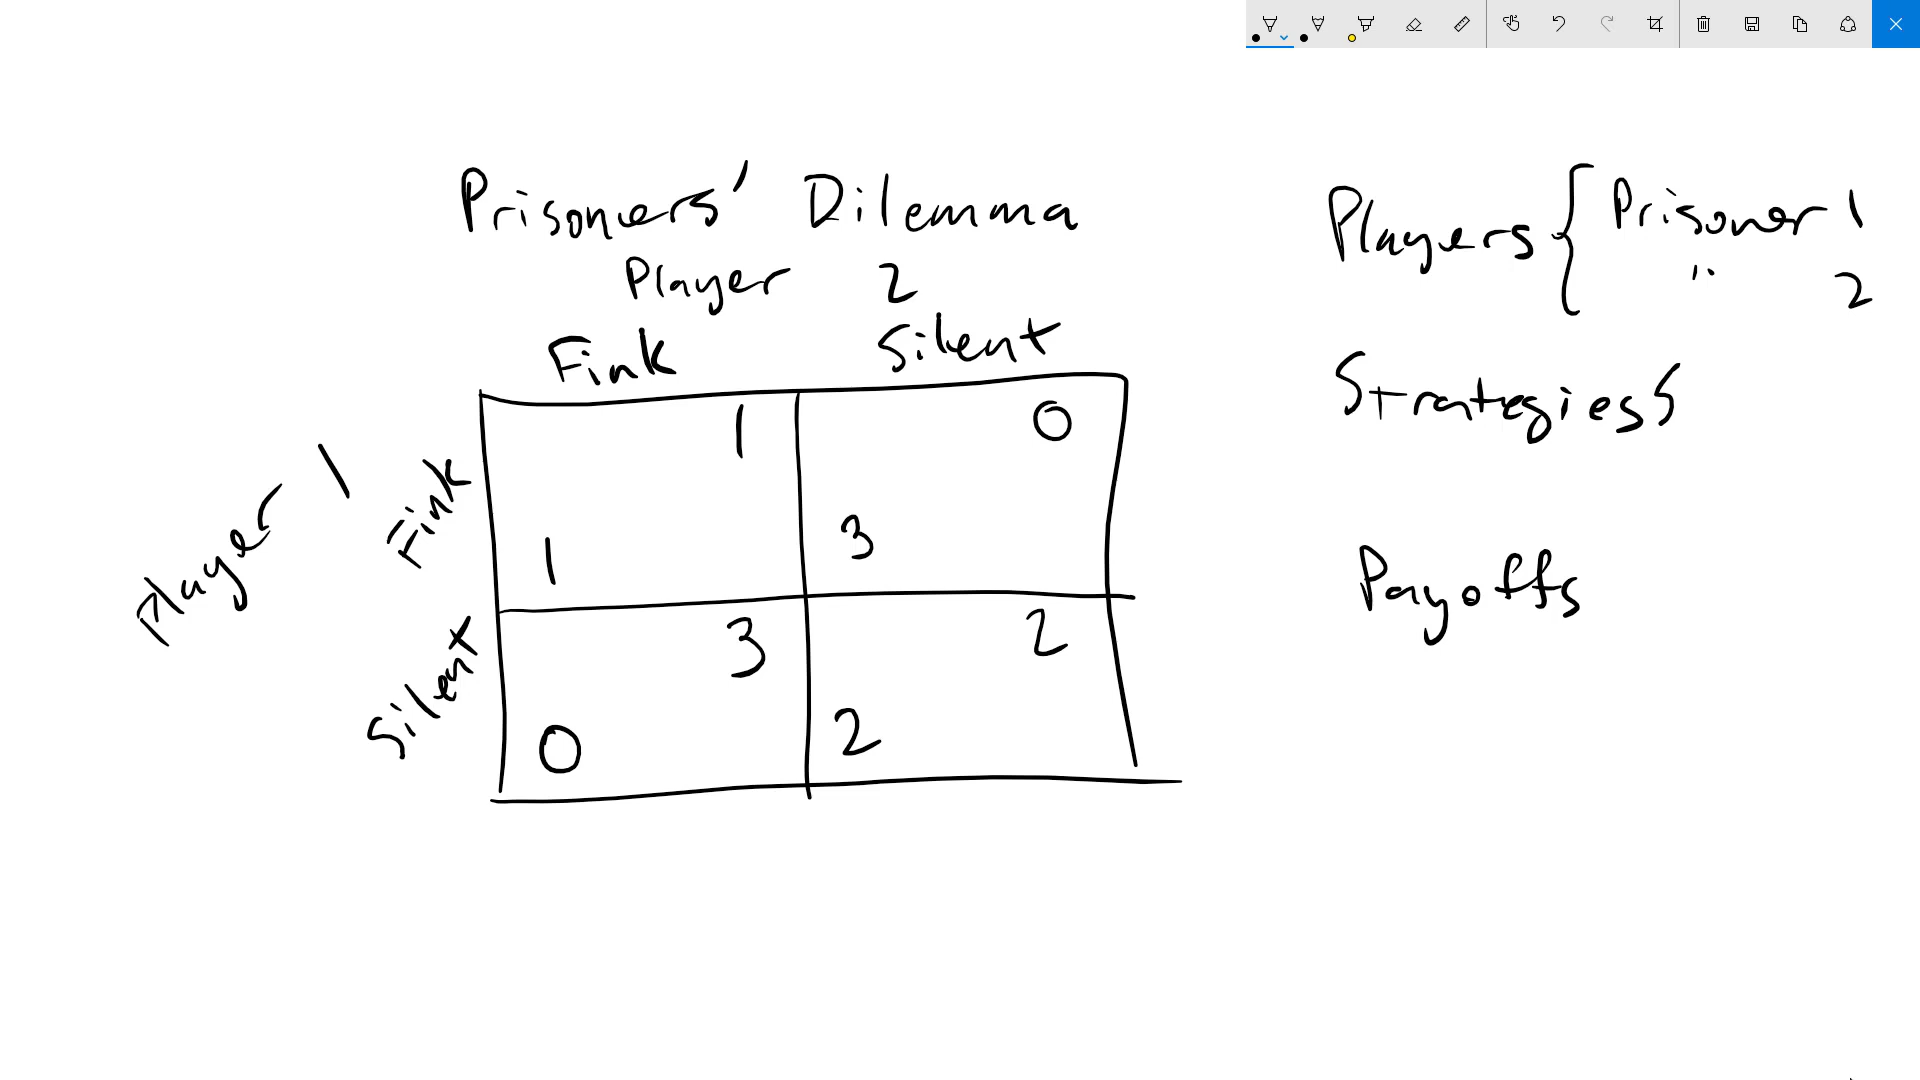 Prisoners' Dilemma
Player 2
Fink Silent
Player 1
Fink
1 0
1 3
Silent
3 2
0 2
Players { Prisoner 1
" 2
Strategies {
Payoffs